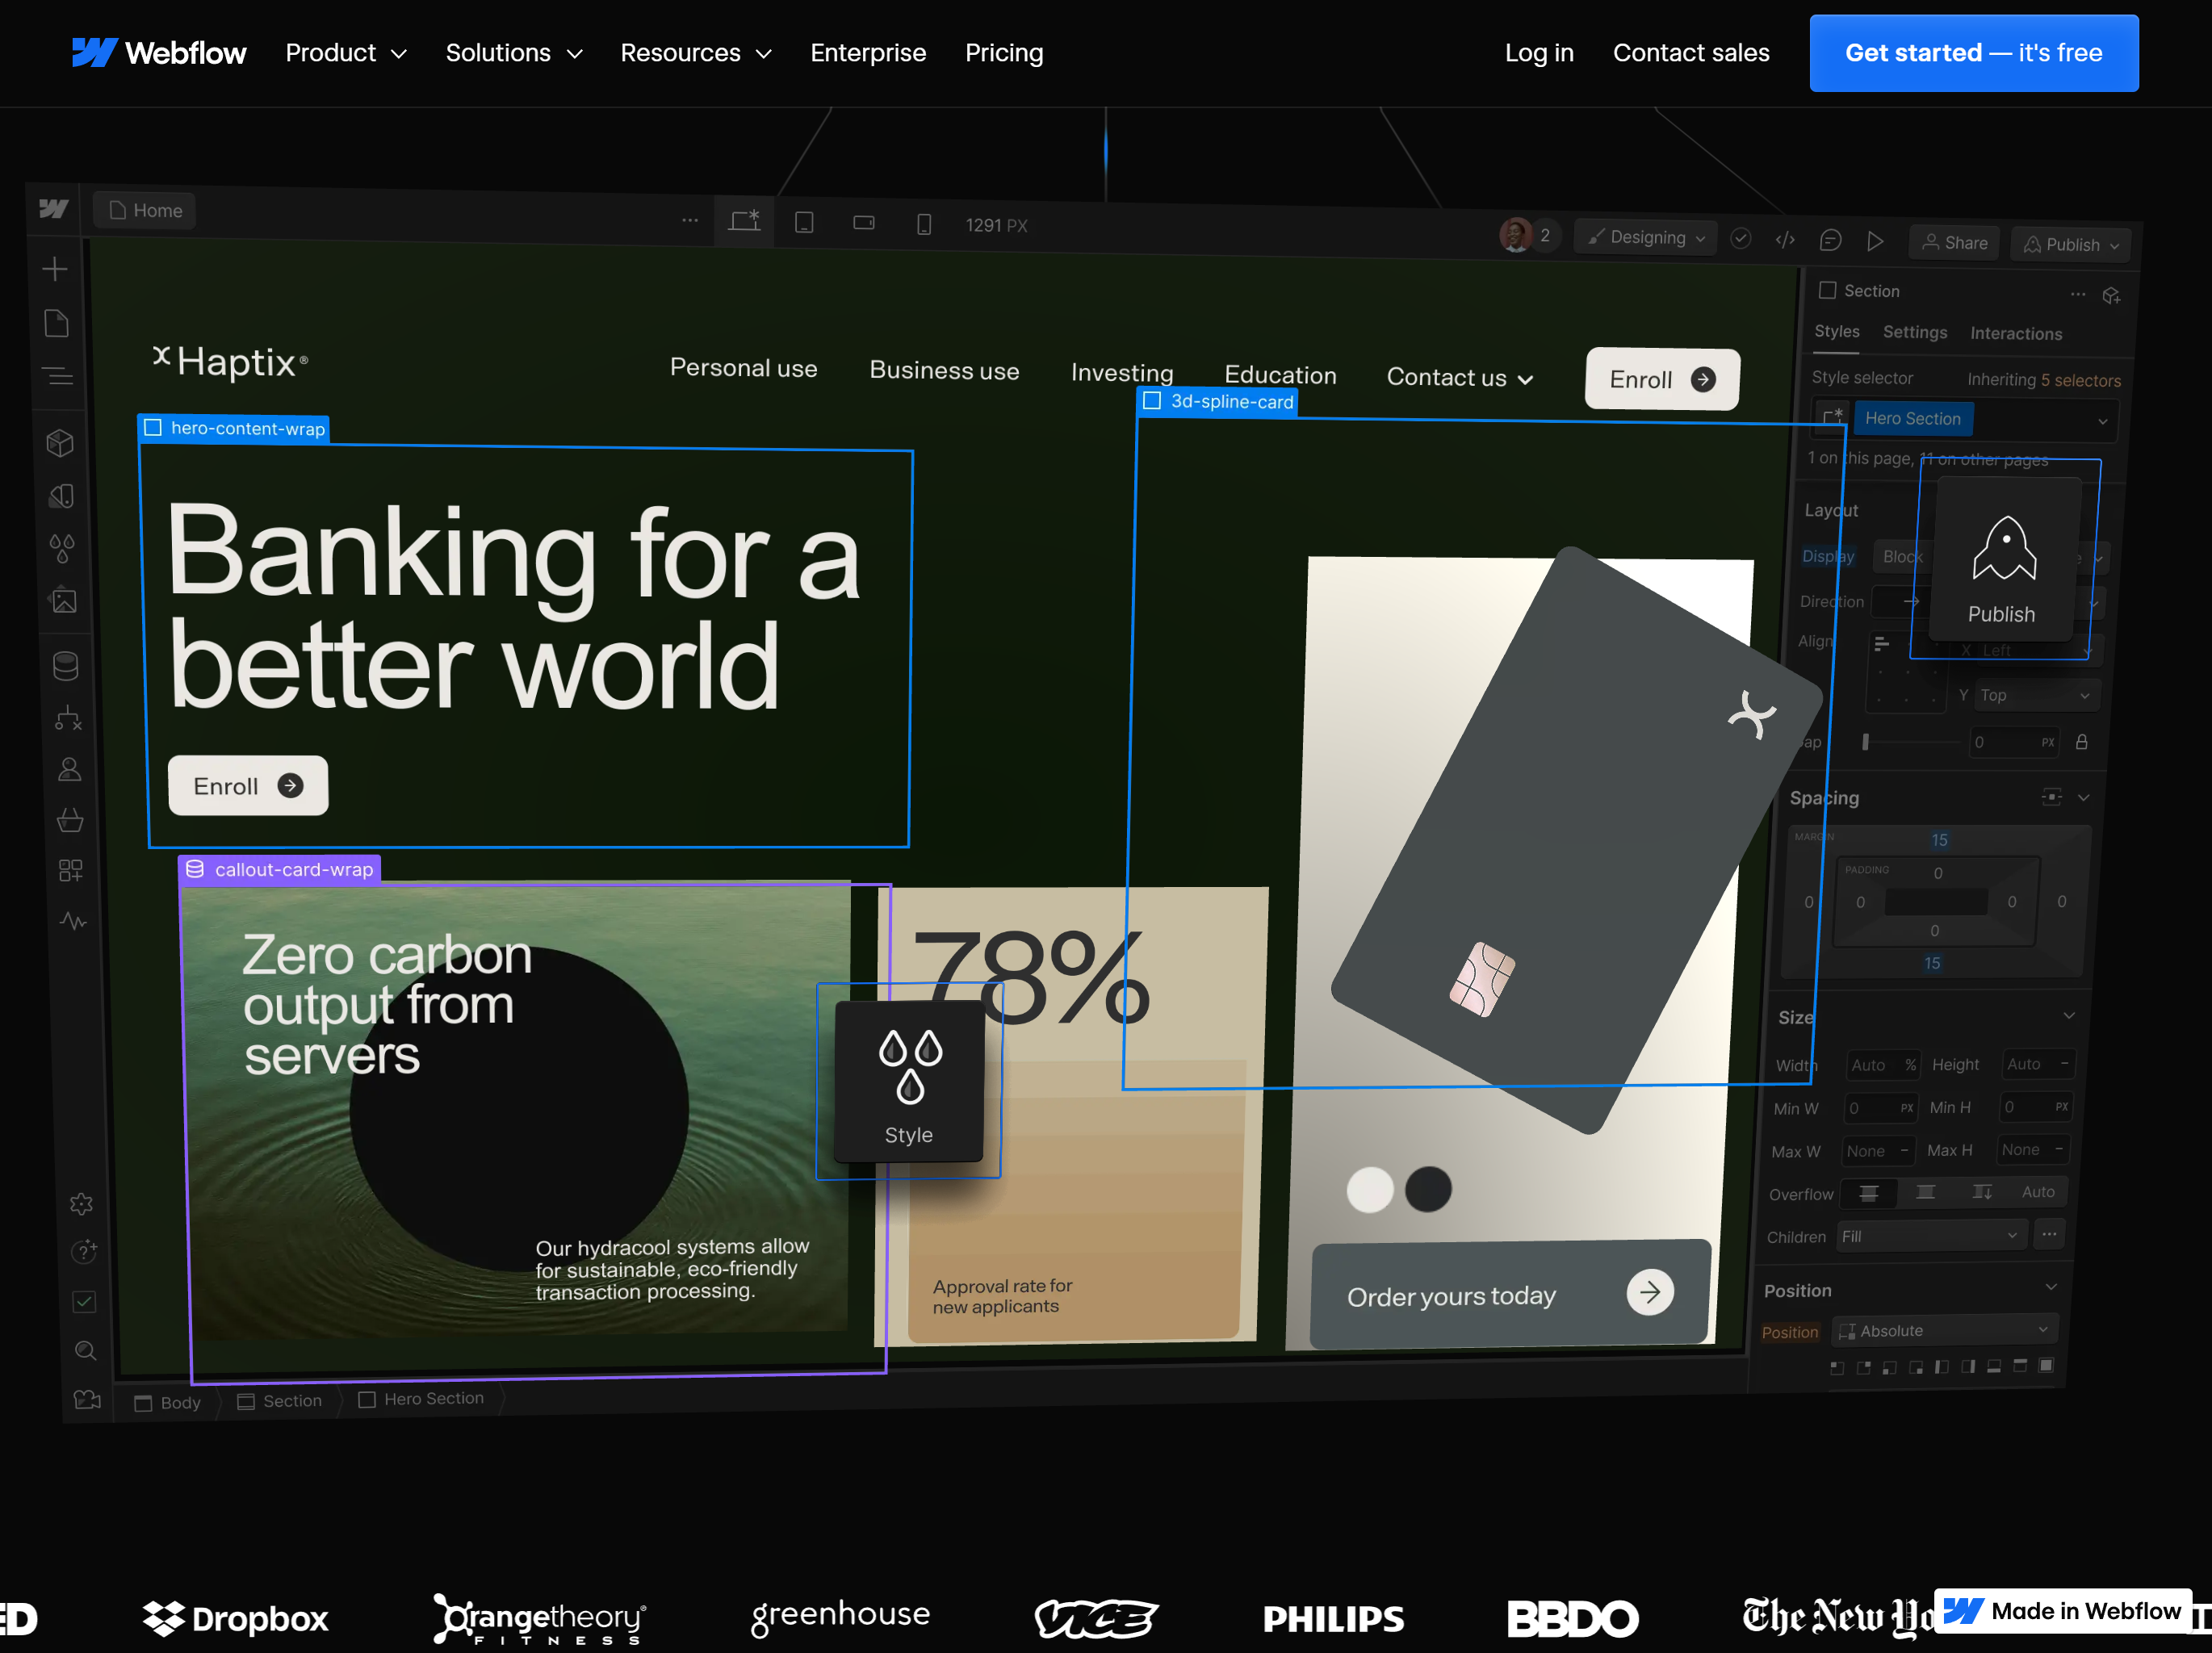 Webflow
Product
Solutions
Resources
Enterprise
Pricing
Log in
Contact sales
Get started — it's free
Home
1291 PX
2
Designing
Share
Publish
Haptix®
Personal use
Business use
Investing
Education
Contact us
Enroll
hero-content-wrap
Banking for a
better world
Enroll
3d-spline-card
callout-card-wrap
Zero carbon
output from
servers
Our hydracool systems allow
for sustainable, eco-friendly
transaction processing.
Style
78%
Approval rate for
new applicants
Order yours today
Section
Styles Settings Interactions
Style selector Inheriting 5 selectors
Hero Section
1 on this page, 11 on other pages
Layout
Publish
Display Block
Direction
Align
X Left
Y Top
0 PX
Spacing
MARGIN
15
PADDING
0
0 0 0 0
0
15
Size
Width Auto % Height Auto –
Min W 0 PX Min H 0 PX
Max W None – Max H None –
Overflow Auto
Children Fill
Position
Position Absolute
Body Section Hero Section
ED
Dropbox
Orangetheory®
FITNESS
greenhouse
VICE
PHILIPS
BBDO
The New Yo
Made in Webflow